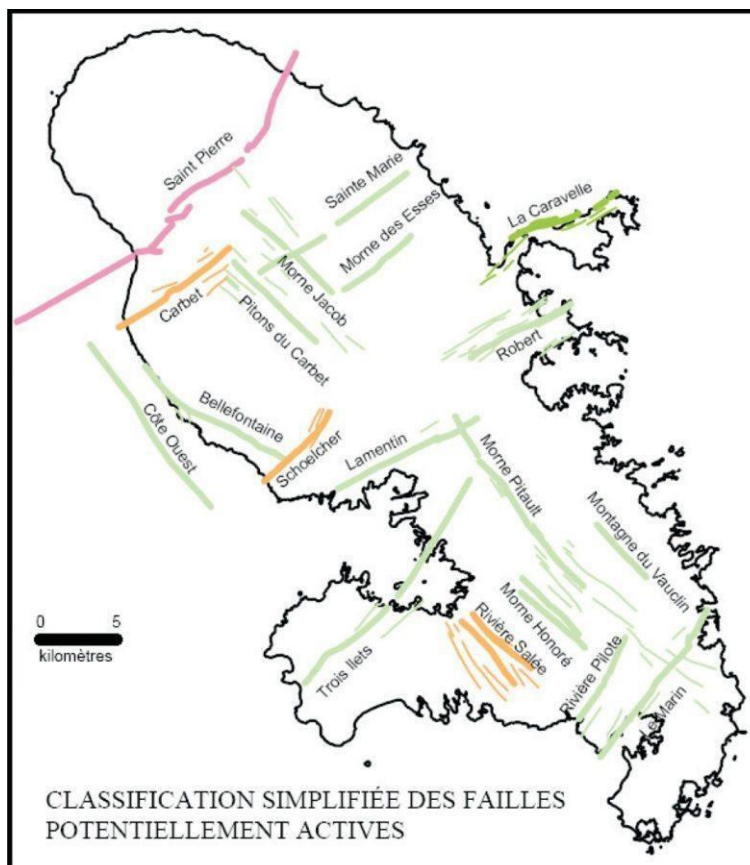 Saint Pierre
Sainte Marie
Morne des Esses
La Caravelle
Carbet
Morne Jacob
Pitons du Carbet
Robert
Côte Ouest
Bellefontaine
Schoelcher
Lamentin
Morne Pitault
Montagne du Vauclin
Morne Honoré
Rivière Salée
Trois Ilets
Rivière Pilote
Le Marin
0 5
kilomètres
CLASSIFICATION SIMPLIFIÉE DES FAILLES
POTENTIELLEMENT ACTIVES